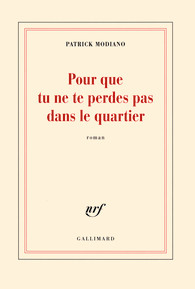 PATRICK MODIANO
Pour que
tu ne te perdes pas
dans le quartier
roman
nrf
GALLIMARD